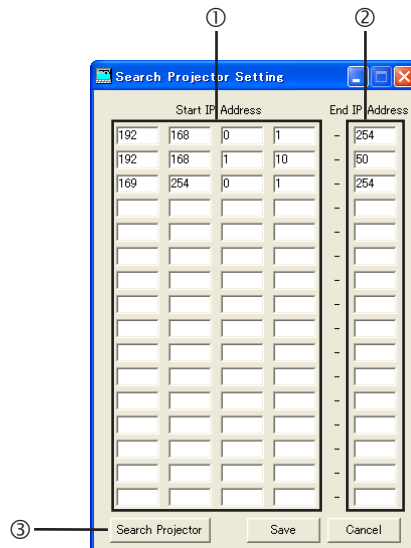 ① ②
Search Projector Setting
Start IP Address End IP Address
192 168 0 1 - 254
192 168 1 10 - 50
169 254 0 1 - 254
-
-
-
-
-
-
-
-
-
-
-
-
-
③ Search Projector Save Cancel